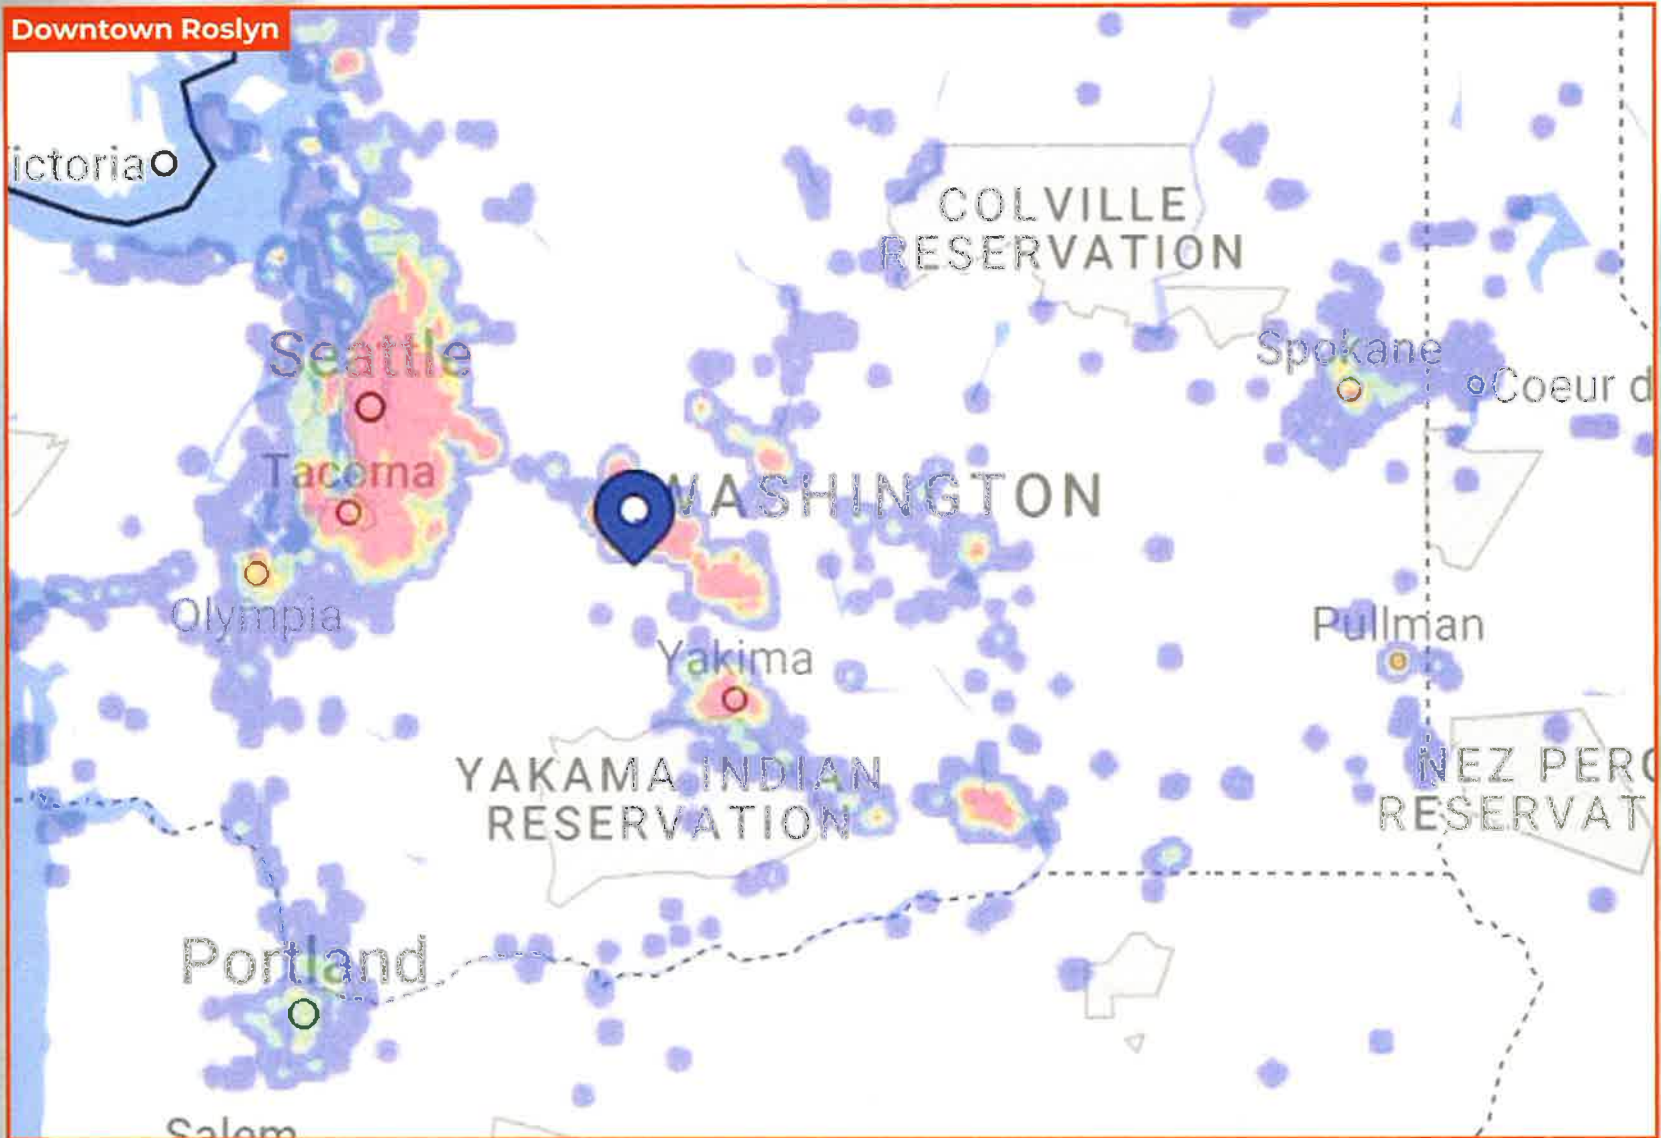 Downtown Roslyn
ictoria
COLVILLE
RESERVATION
Seattle
Spokane
Coeur d
Tacoma
WASHINGTON
Olympia
Pullman
Yakima
YAKAMA INDIAN
RESERVATION
NEZ PERC
RESERVAT
Portland
Salem